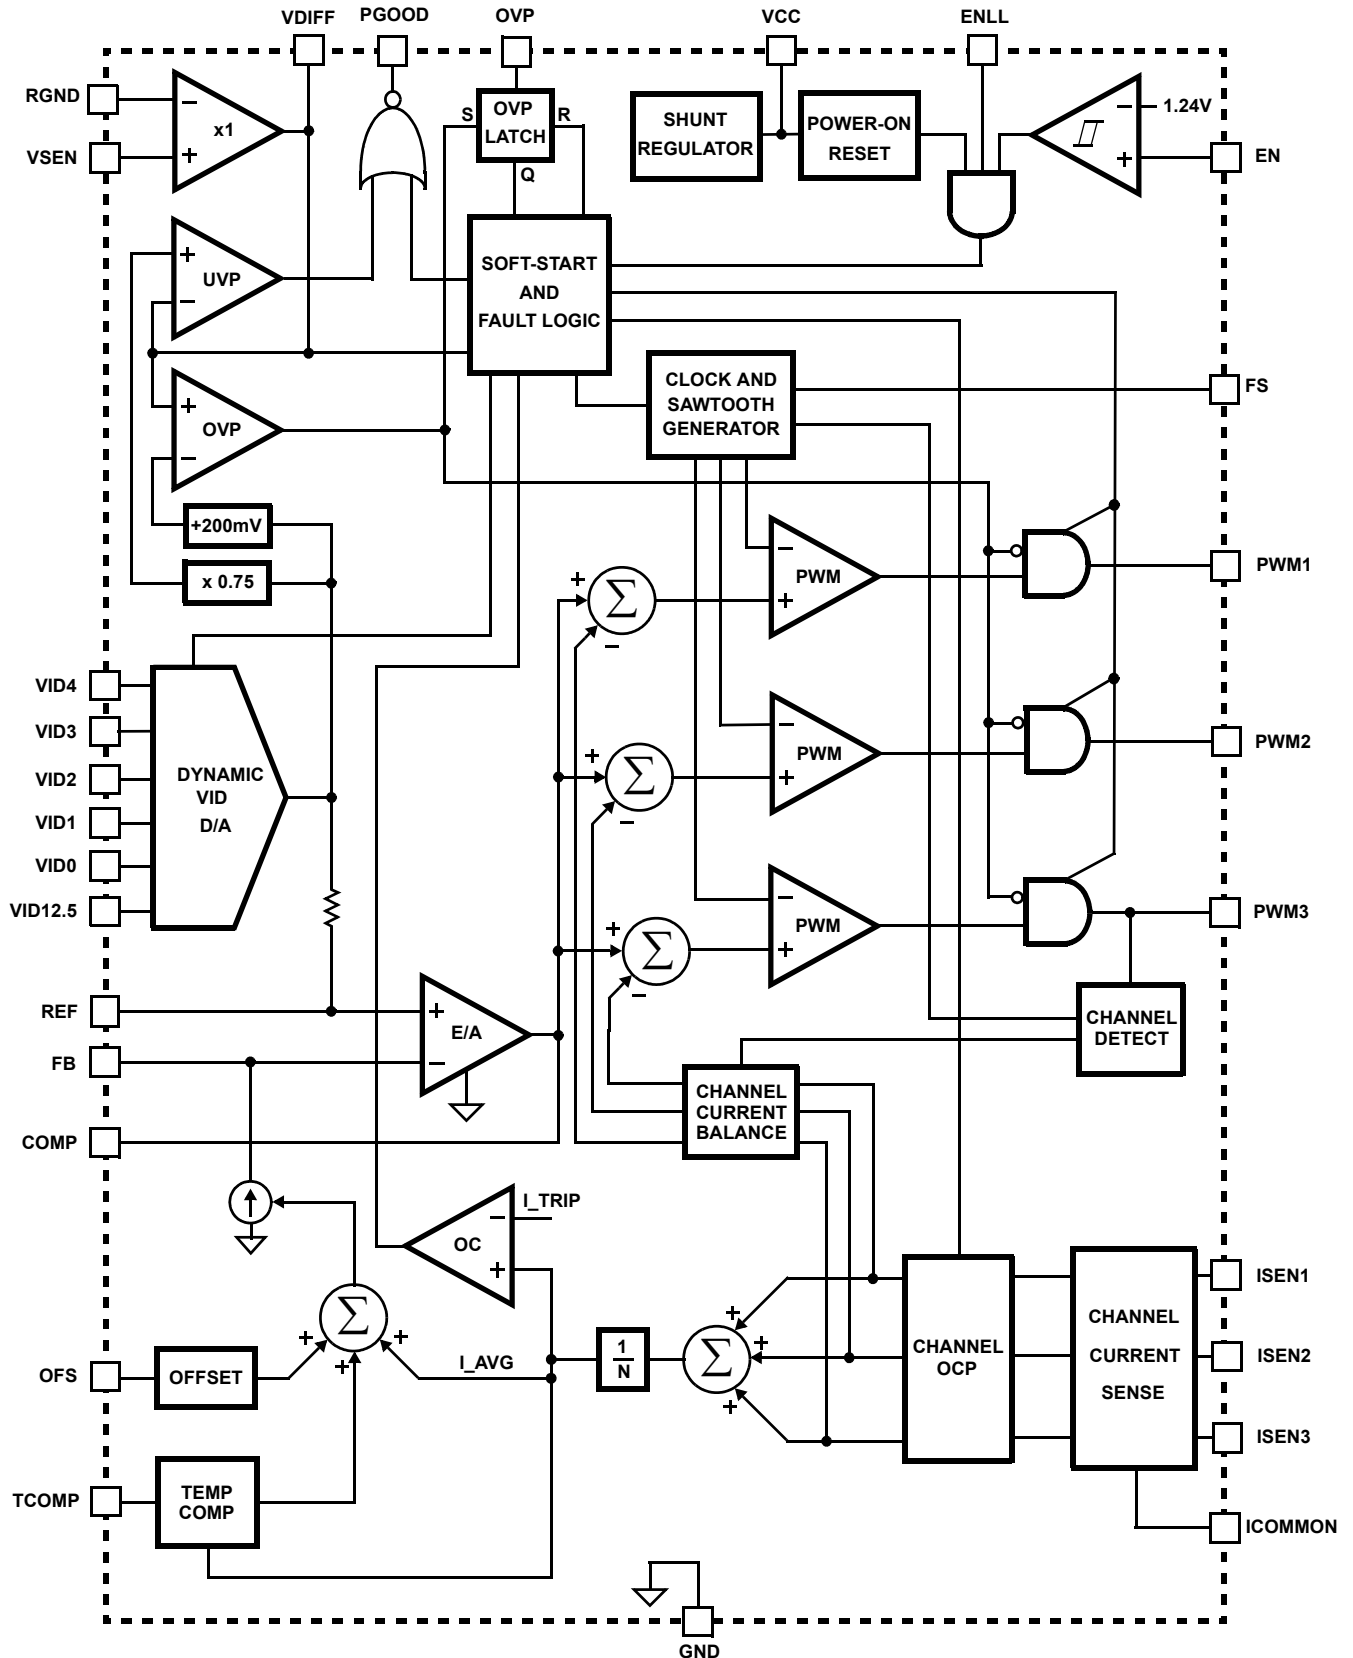 VDIFF
PGOOD
OVP
VCC
ENLL
RGND
VSEN
−
x1
+
S
OVP
LATCH
R
Q
SHUNT
REGULATOR
POWER-ON
RESET
−
1.24V
+
EN
+
UVP
−
SOFT-START
AND
FAULT LOGIC
+
OVP
−
CLOCK AND
SAWTOOTH
GENERATOR
FS
+200mV
x 0.75
+
Σ
−
−
PWM
+
PWM1
VID4
VID3
VID2
VID1
VID0
VID12.5
DYNAMIC
VID
D/A
+
Σ
−
−
PWM
+
PWM2
+
Σ
−
−
PWM
+
PWM3
REF
FB
COMP
+
E/A
−
CHANNEL
DETECT
CHANNEL
CURRENT
BALANCE
I_TRIP
−
OC
+
Σ
+
+
+
I_AVG
OFS
OFFSET
TCOMP
TEMP
COMP
1
N
Σ
+
+
+
CHANNEL
OCP
CHANNEL
CURRENT
SENSE
ISEN1
ISEN2
ISEN3
ICOMMON
GND